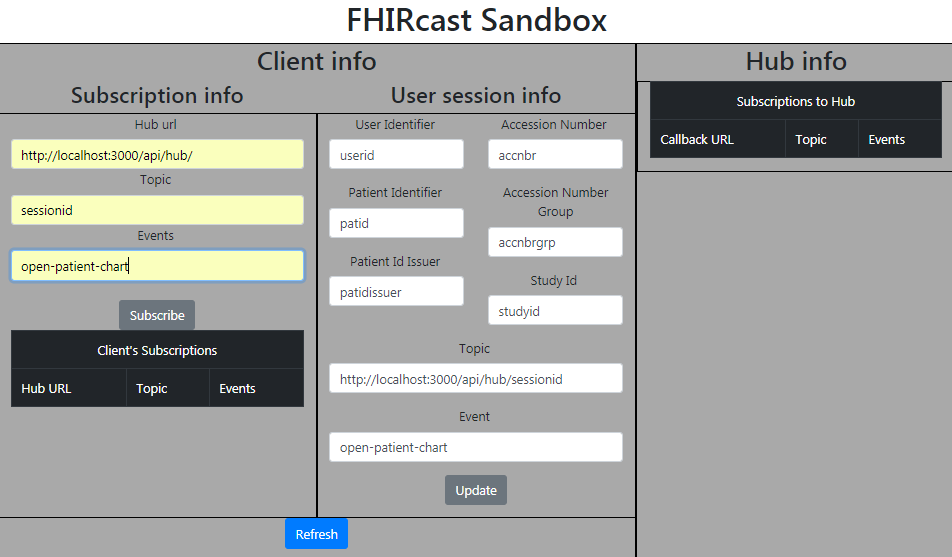 FHIRcast Sandbox
Client info
Subscription info
Hub url
http://localhost:3000/api/hub/
Topic
sessionid
Events
open-patient-chart
Subscribe
Client's Subscriptions
Hub URL Topic Events
User session info
User Identifier Accession Number
userid accnbr
Patient Identifier Accession Number
Group
patid accnbrgrp
Patient Id Issuer Study Id
patidissuer studyid
Topic
http://localhost:3000/api/hub/sessionid
Event
open-patient-chart
Update
Refresh
Hub info
Subscriptions to Hub
Callback URL Topic Events